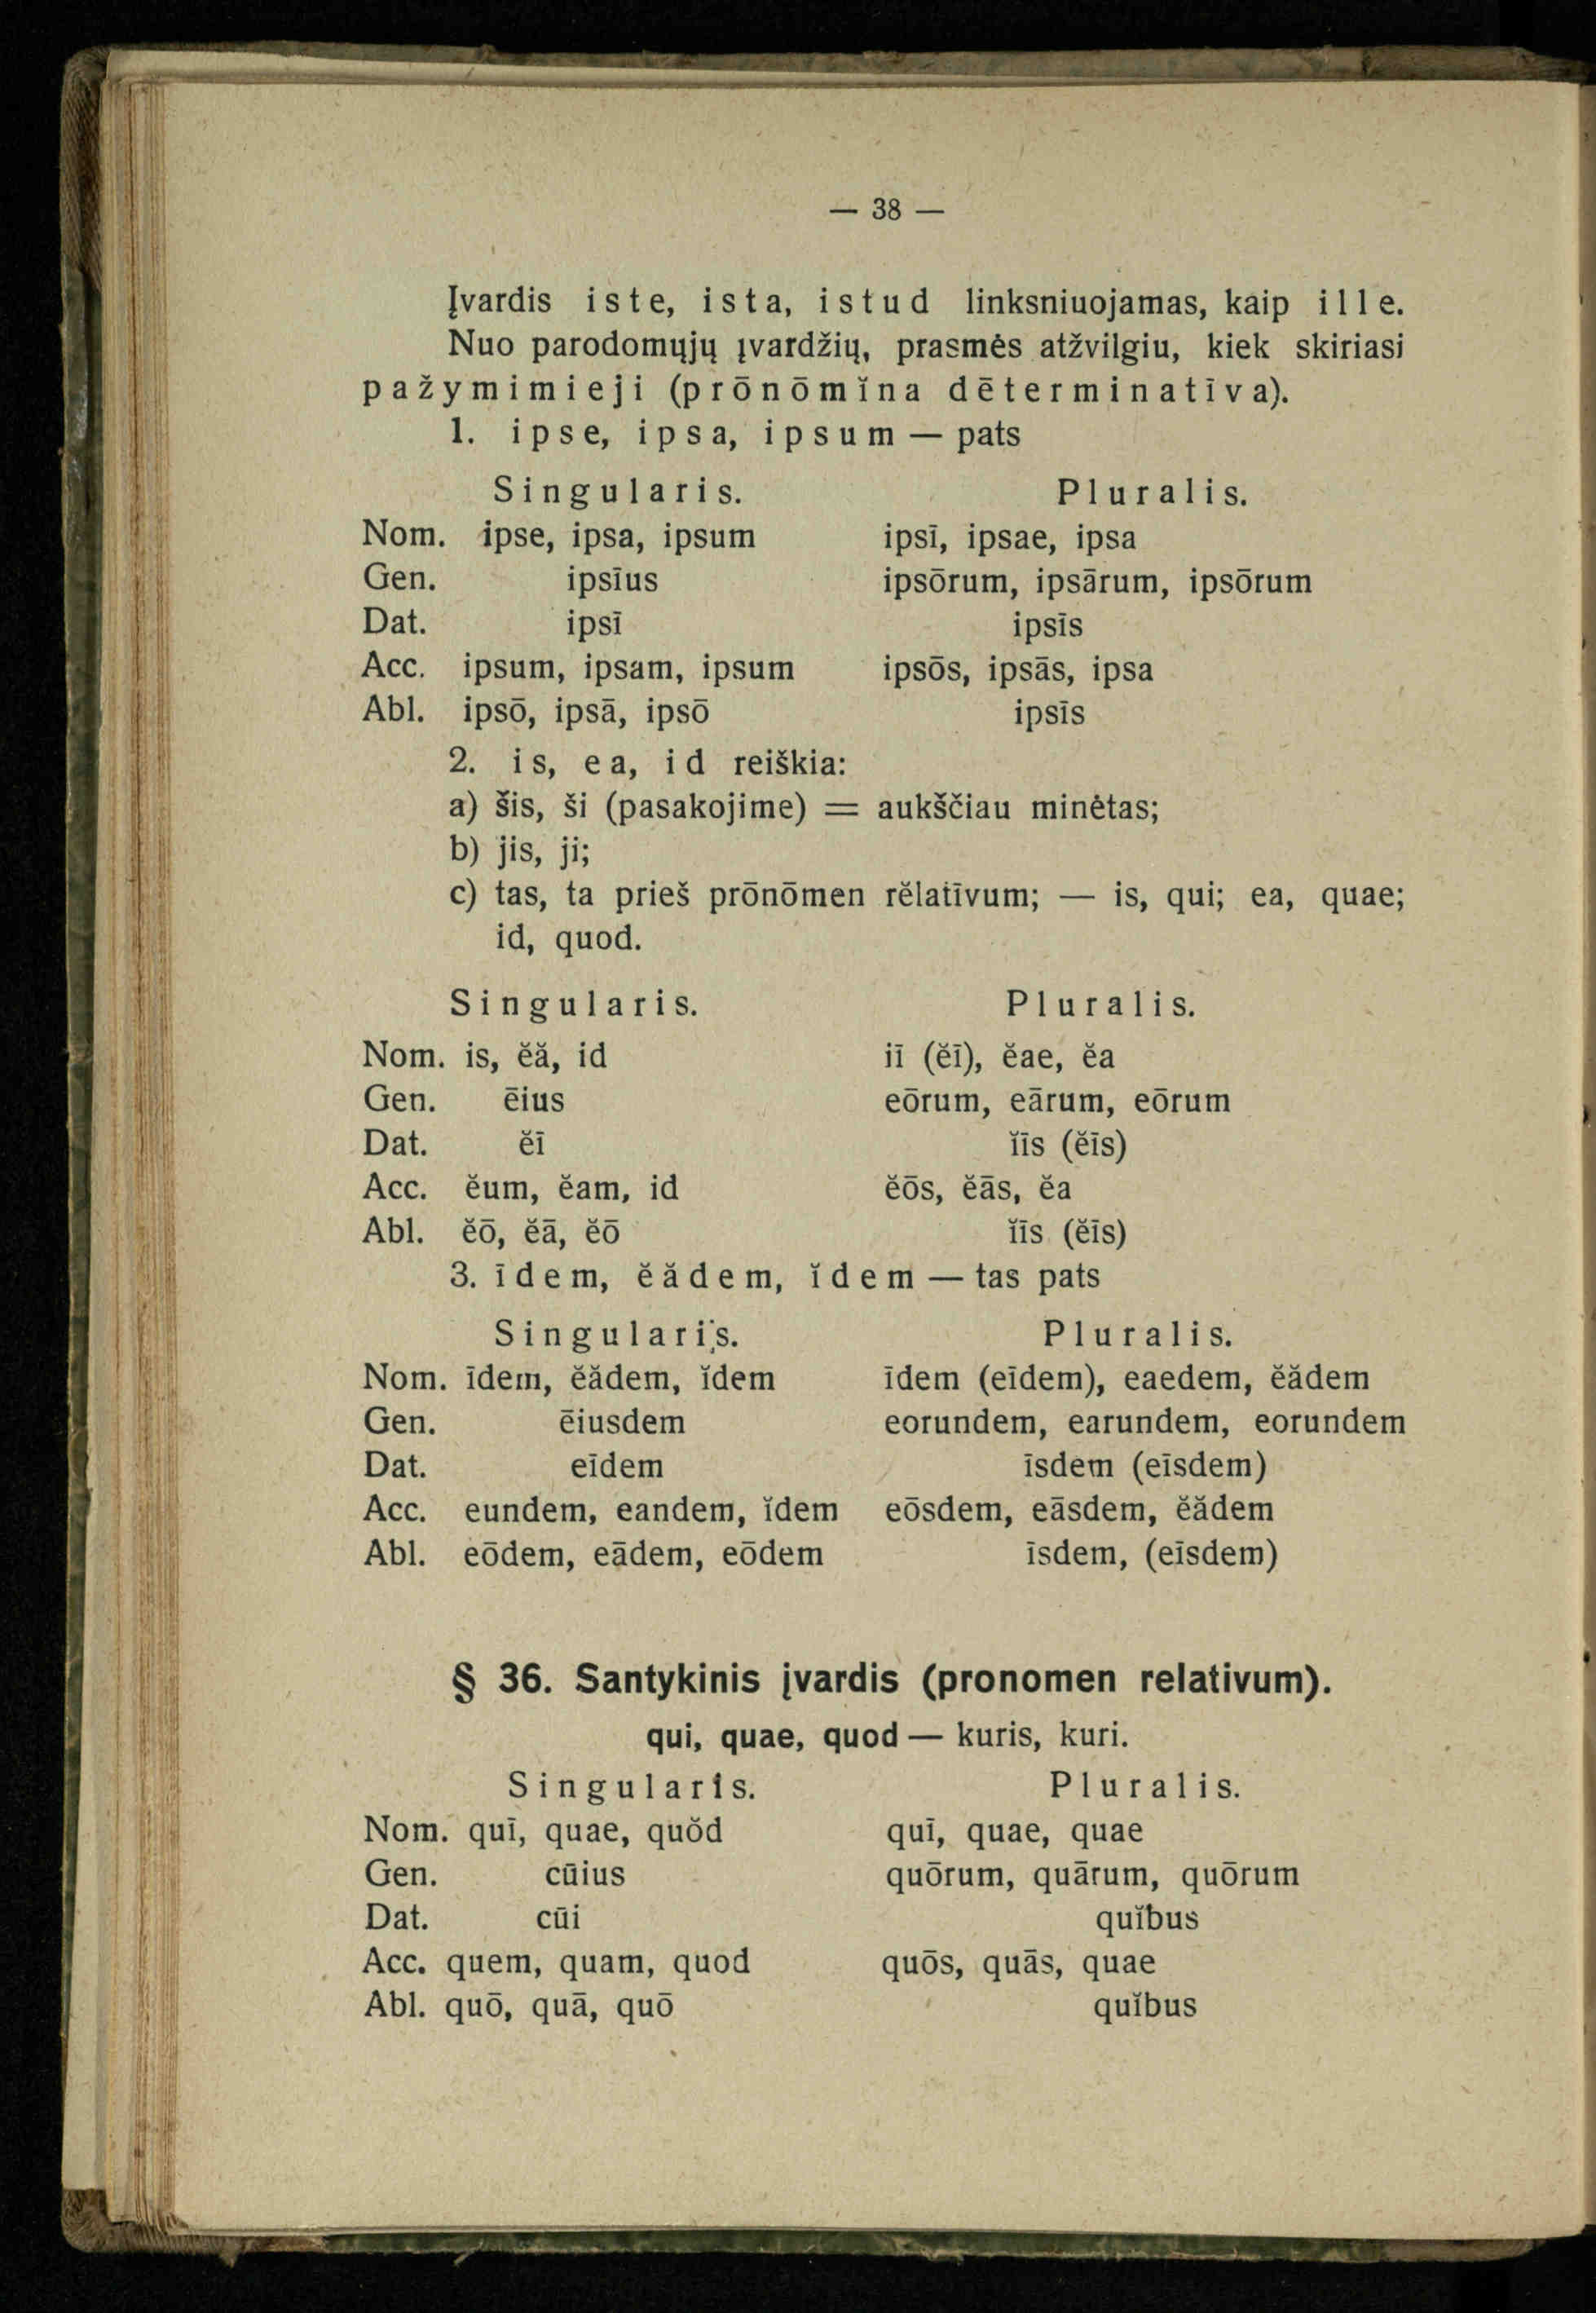 — 38 —
Įvardis iste, ista, istud linksniuojamas, kaip ille.
Nuo parodomųjų įvardžių, prasmės atžvilgiu, kiek skiriasi
pažymimieji (prōnōmĭna dētermĭnatīva).
1. ipse, ipsa, ipsum — pats
Singularis. Pluralis.
Nom. ipse, ipsa, ipsum ipsī, ipsae, ipsa
Gen. ipsīus ipsōrum, ipsārum, ipsōrum
Dat. ipsī ipsīs
Acc. ipsum, ipsam, ipsum ipsōs, ipsās, ipsa
Abl. ipsō, ipsā, ipsō ipsīs
2. is, ea, id reiškia:
a) šis, ši (pasakojime) = aukščiau minėtas;
b) jis, ji;
c) tas, ta prieš prōnōmen rĕlatīvum; — is, qui; ea, quae;
id, quod.
Singularis. Pluralis.
Nom. is, ĕă, id iī (ĕī), ĕae, ĕa
Gen. ēius eōrum, eārum, eōrum
Dat. ĕī ĭīs (ĕīs)
Acc. ĕum, ĕam, id ĕōs, ĕās, ĕa
Abl. ĕō, ĕā, ĕō ĭīs (ĕīs)
3. īdem, ĕădem, ĭdem — tas pats
Singularis. Pluralis.
Nom. īdem, ĕădem, ĭdem īdem (eīdem), eaedem, ĕădem
Gen. ēiusdem eorundem, earundem, eorundem
Dat. eīdem īsdem (eīsdem)
Acc. eundem, eandem, ĭdem eōsdem, eāsdem, ĕădem
Abl. eōdem, eādem, eōdem īsdem, (eīsdem)
§ 36. Santykinis įvardis (pronomen relativum).
qui, quae, quod — kuris, kuri.
Singularis. Pluralis.
Nom. quī, quae, quŏd quī, quae, quae
Gen. cūius quōrum, quārum, quōrum
Dat. cūi quĭbus
Acc. quem, quam, quod quōs, quās, quae
Abl. quō, quā, quō quĭbus